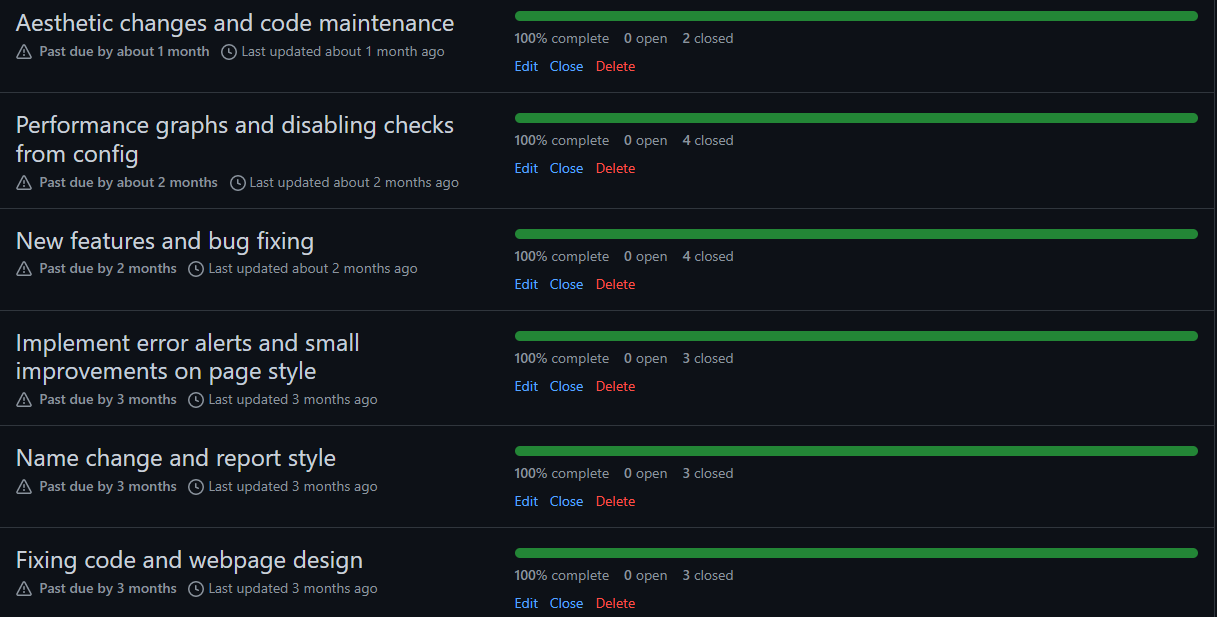 Aesthetic changes and code maintenance
Past due by about 1 month Last updated about 1 month ago
100% complete 0 open 2 closed
Edit Close Delete
Performance graphs and disabling checks
from config
Past due by about 2 months Last updated about 2 months ago
100% complete 0 open 4 closed
Edit Close Delete
New features and bug fixing
Past due by 2 months Last updated about 2 months ago
100% complete 0 open 4 closed
Edit Close Delete
Implement error alerts and small
improvements on page style
Past due by 3 months Last updated 3 months ago
100% complete 0 open 3 closed
Edit Close Delete
Name change and report style
Past due by 3 months Last updated 3 months ago
100% complete 0 open 3 closed
Edit Close Delete
Fixing code and webpage design
Past due by 3 months Last updated 3 months ago
100% complete 0 open 3 closed
Edit Close Delete